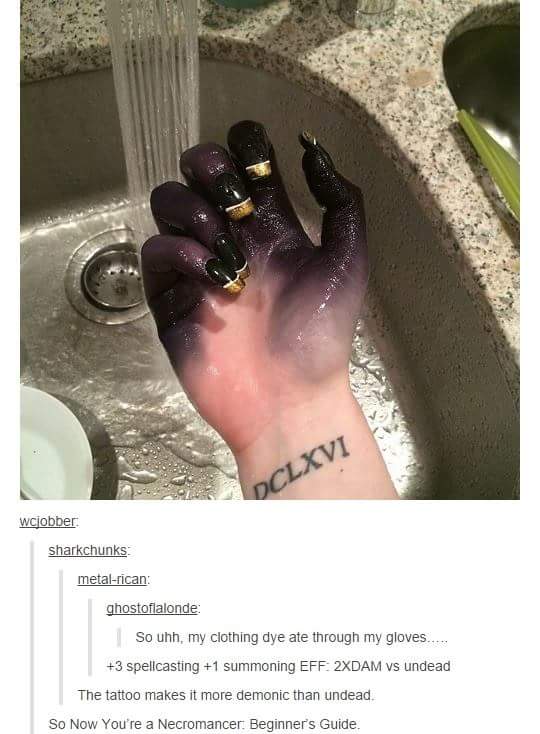 DCLXVI
wcjobber:
sharkchunks:
metal-rican:
ghostoflalonde:
So uhh, my clothing dye ate through my gloves.....
+3 spellcasting +1 summoning EFF: 2XDAM vs undead
The tattoo makes it more demonic than undead.
So Now You're a Necromancer: Beginner's Guide.